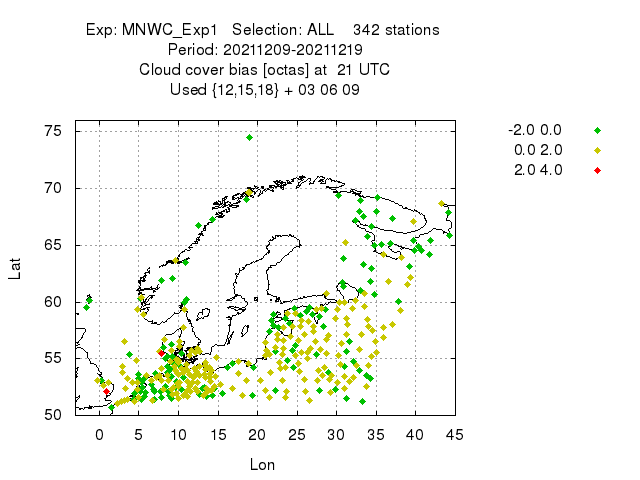 Exp: MNWC_Exp1 Selection: ALL 342 stations
Period: 20211209-20211219
Cloud cover bias [octas] at 21 UTC
Used {12,15,18} + 03 06 09
-2.0 0.0
0.0 2.0
2.0 4.0
75
70
65
60
55
50
Lat
0 5 10 15 20 25 30 35 40 45
Lon